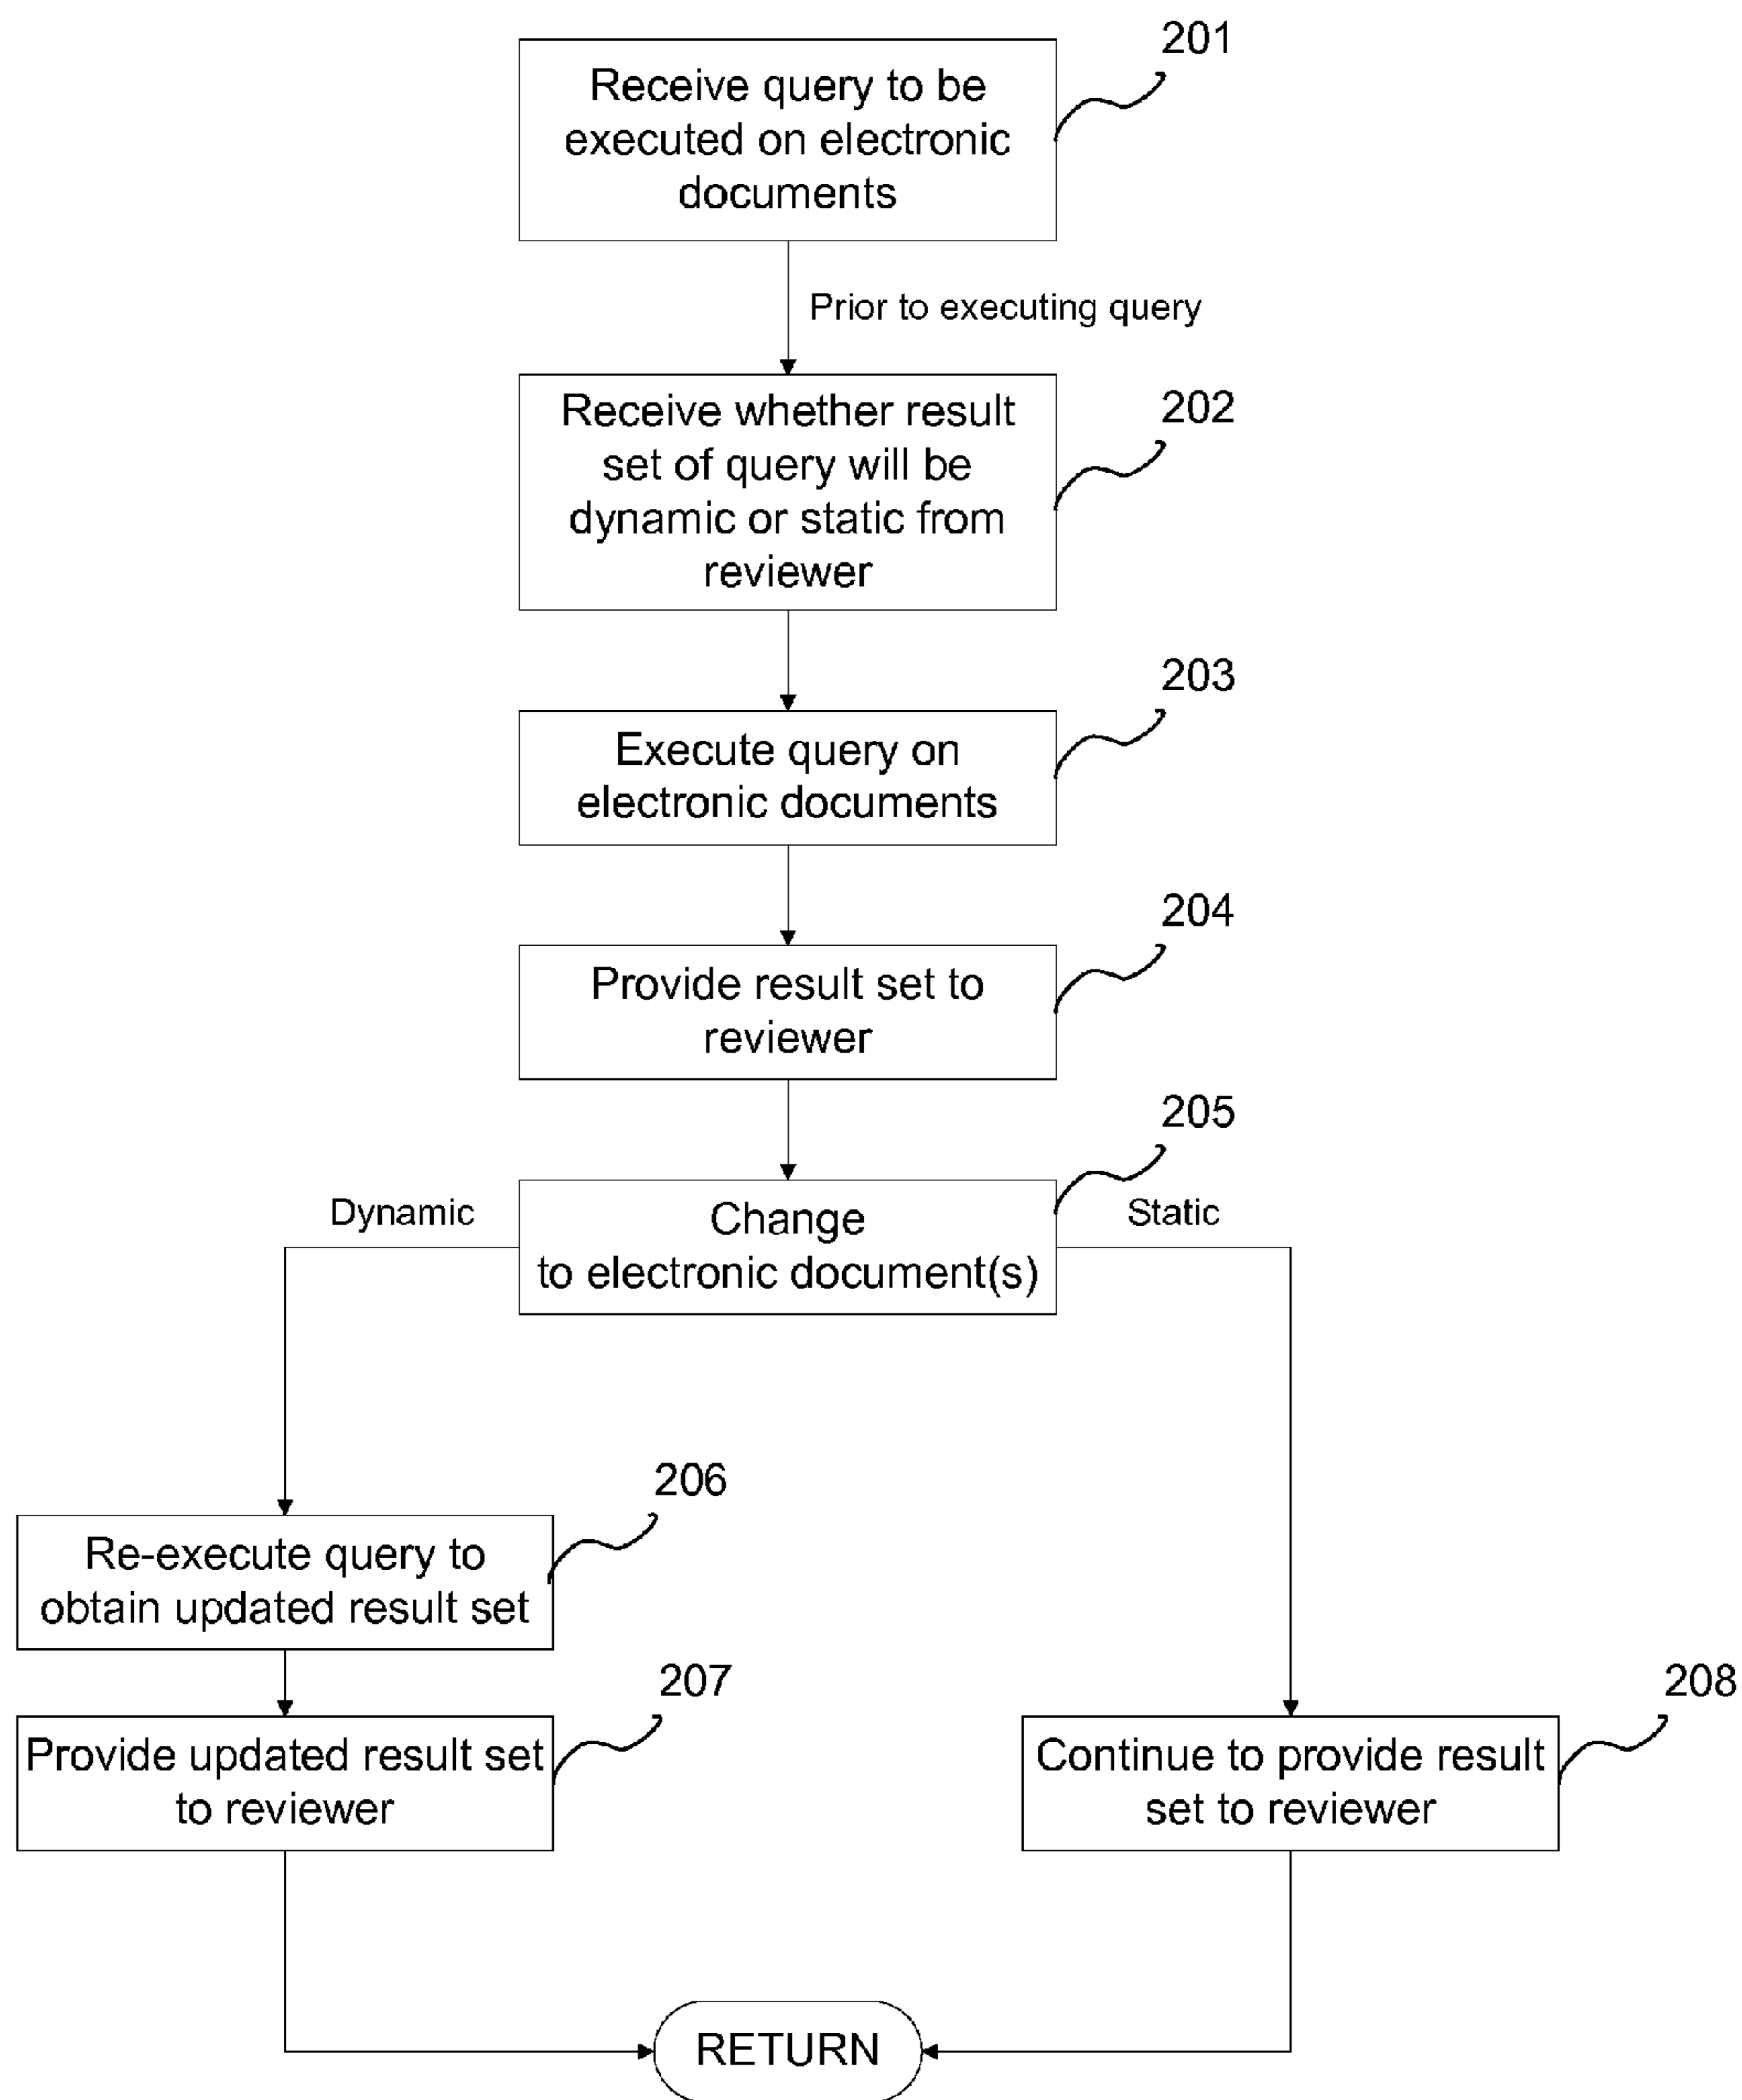 201
Receive query to be
executed on electronic
documents
Prior to executing query
202
Receive whether result
set of query will be
dynamic or static from
reviewer
203
Execute query on
electronic documents
204
Provide result set to
reviewer
205
Dynamic
Change
to electronic document(s)
Static
206
Re-execute query to
obtain updated result set
207
Provide updated result set
to reviewer
208
Continue to provide result
set to reviewer
RETURN